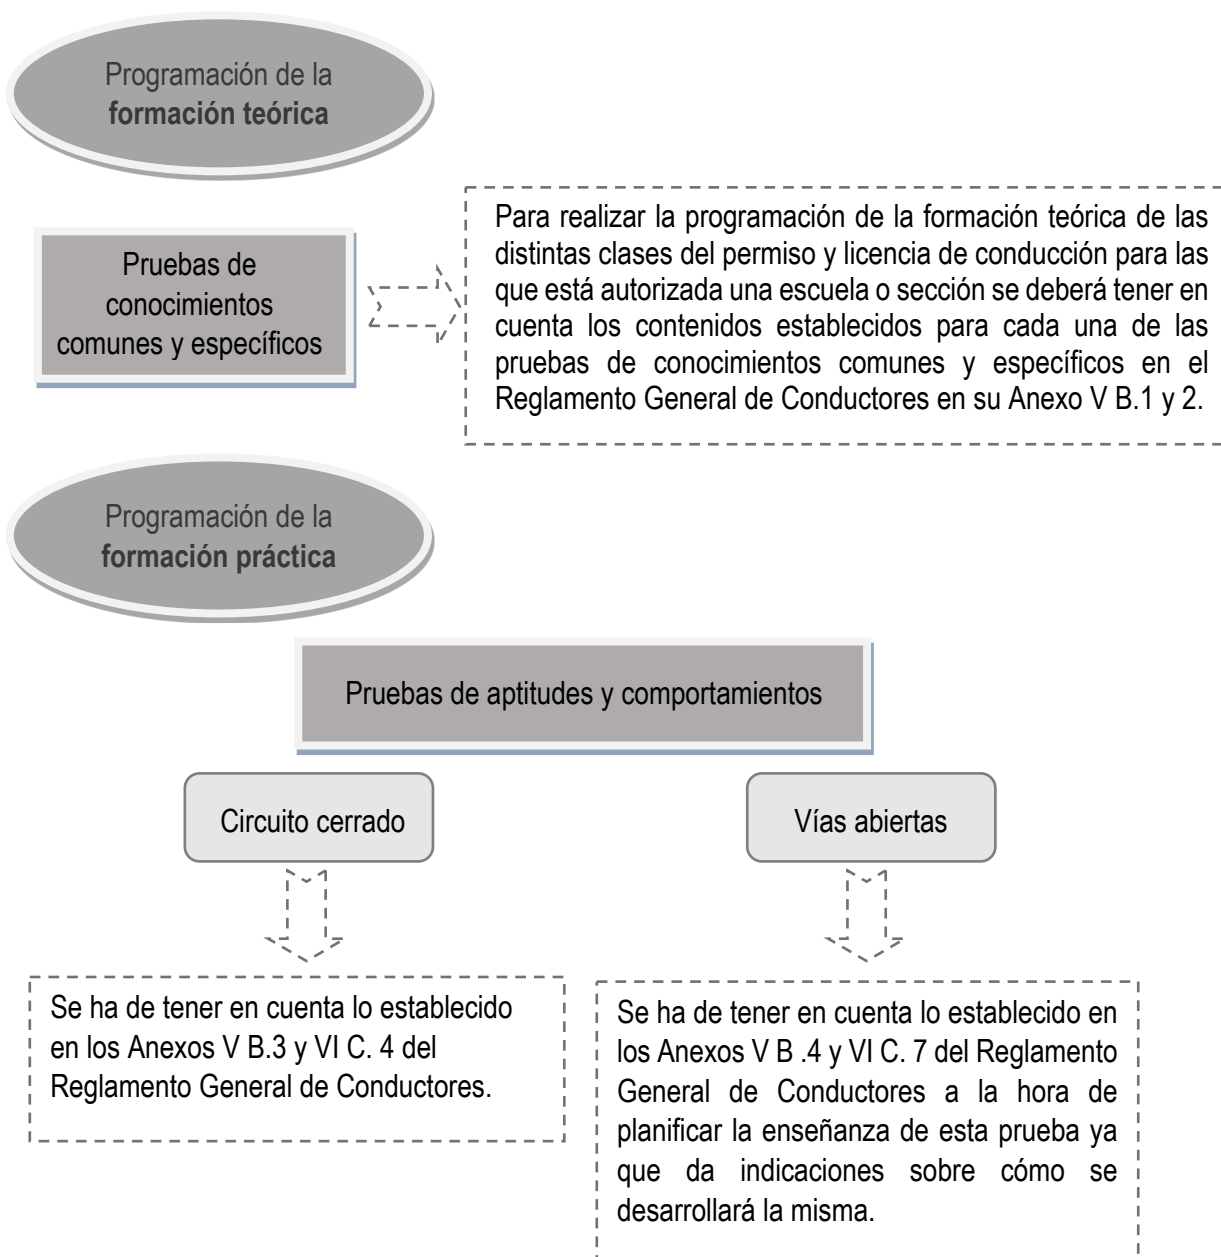 Programación de la
formación teórica
Pruebas de
conocimientos
comunes y específicos
Para realizar la programación de la formación teórica de las
distintas clases del permiso y licencia de conducción para las
que está autorizada una escuela o sección se deberá tener en
cuenta los contenidos establecidos para cada una de las
pruebas de conocimientos comunes y específicos en el
Reglamento General de Conductores en su Anexo V B.1 y 2.
Programación de la
formación práctica
Pruebas de aptitudes y comportamientos
Circuito cerrado
Vías abiertas
Se ha de tener en cuenta lo establecido
en los Anexos V B.3 y VI C. 4 del
Reglamento General de Conductores.
Se ha de tener en cuenta lo establecido en
los Anexos V B .4 y VI C. 7 del Reglamento
General de Conductores a la hora de
planificar la enseñanza de esta prueba ya
que da indicaciones sobre cómo se
desarrollará la misma.